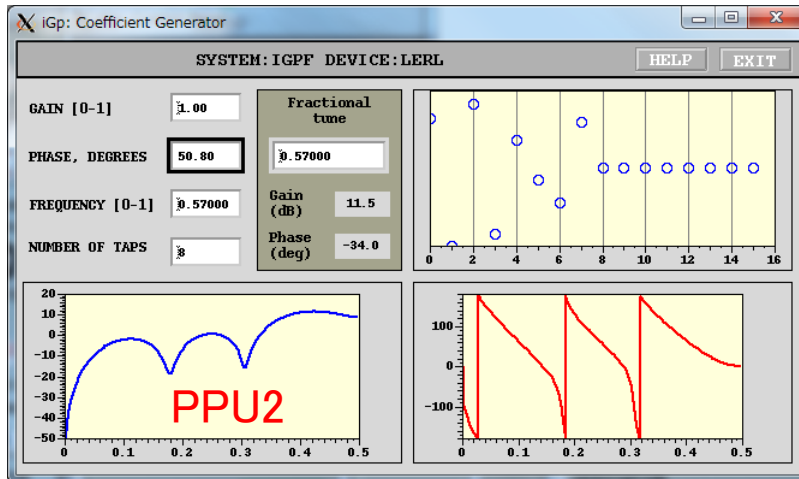 iGp: Coefficient Generator
SYSTEM:IGPF DEVICE:LERL
HELP
EXIT
GAIN [0-1]
1.00
PHASE, DEGREES
50.80
FREQUENCY [0-1]
0.57000
NUMBER OF TAPS
8
Fractional
tune
0.57000
Gain
(dB)
11.5
Phase
(deg)
-34.0
0 2 4 6 8 10 12 14 16
20
10
0
-10
-20
-30
-40
-50
PPU2
0 0.1 0.2 0.3 0.4 0.5
100
0
-100
0 0.1 0.2 0.3 0.4 0.5